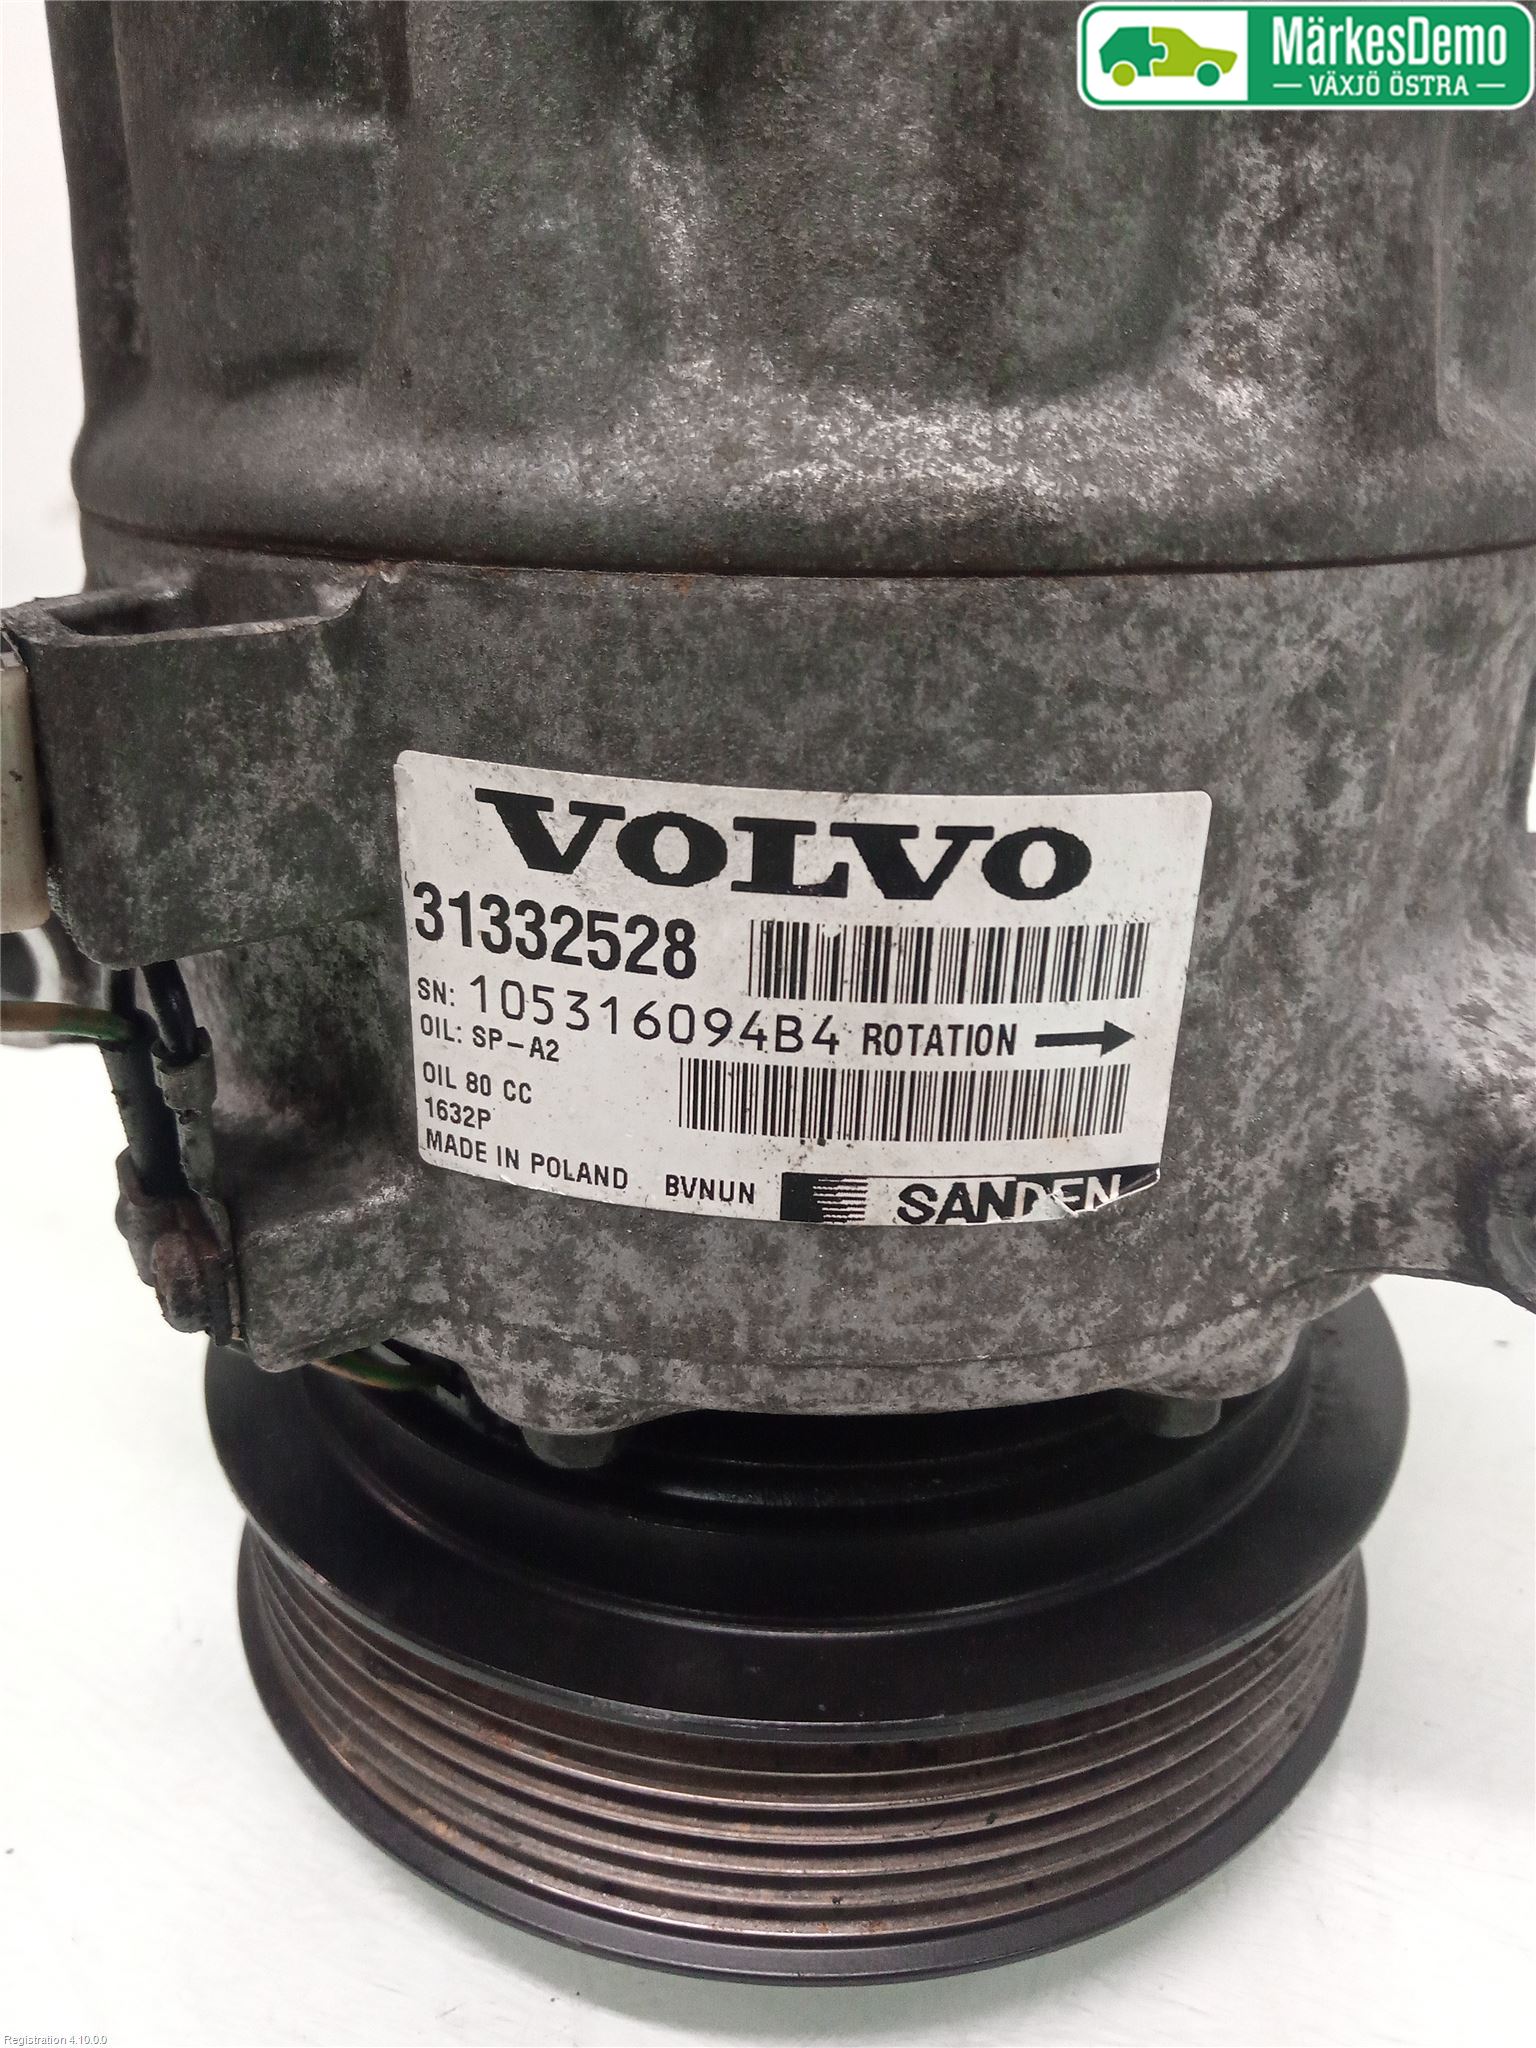 MärkesDemo
VÄXJÖ ÖSTRA
VOLVO
31332528
SN: 105316094B4 ROTATION
OIL: SP-A2
OIL 80 CC
1632P
MADE IN POLAND BVNUN SANDEN
Registration 4.10.0.0